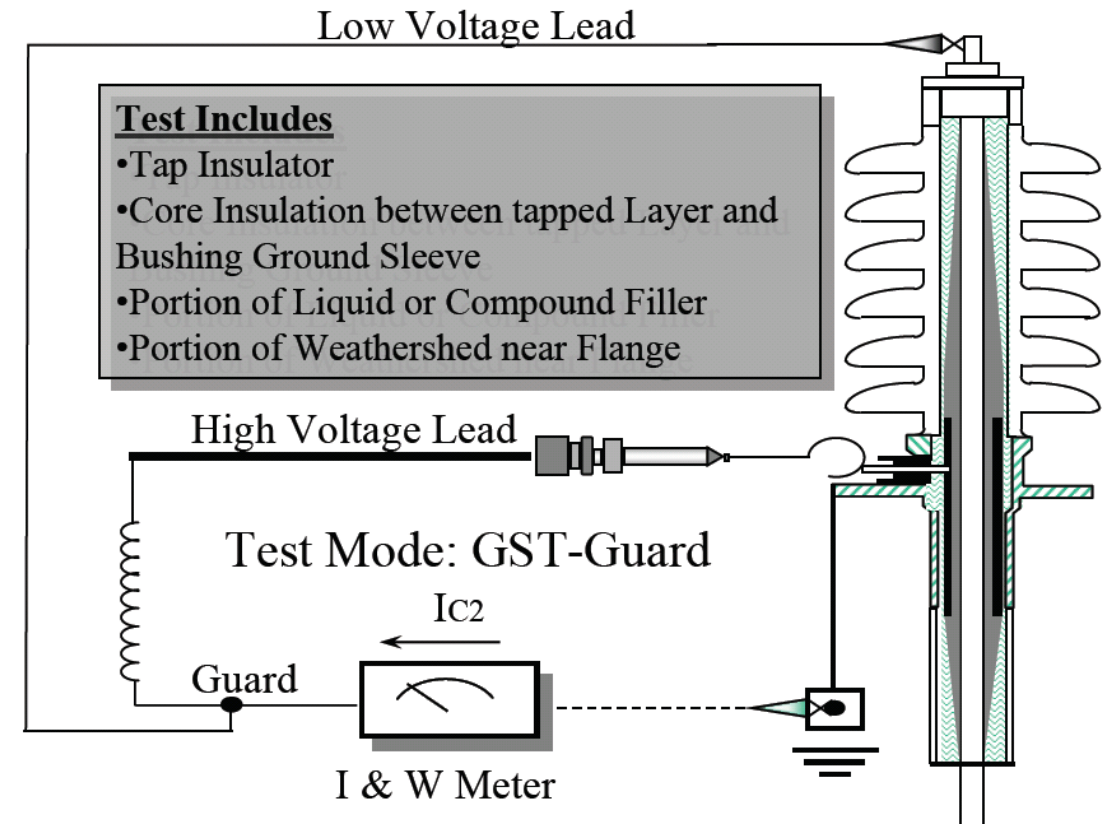 Low Voltage Lead
Test Includes
•Tap Insulator
•Core Insulation between tapped Layer and
Bushing Ground Sleeve
•Portion of Liquid or Compound Filler
•Portion of Weathershed near Flange
High Voltage Lead
Test Mode: GST-Guard
IC2
Guard
I & W Meter